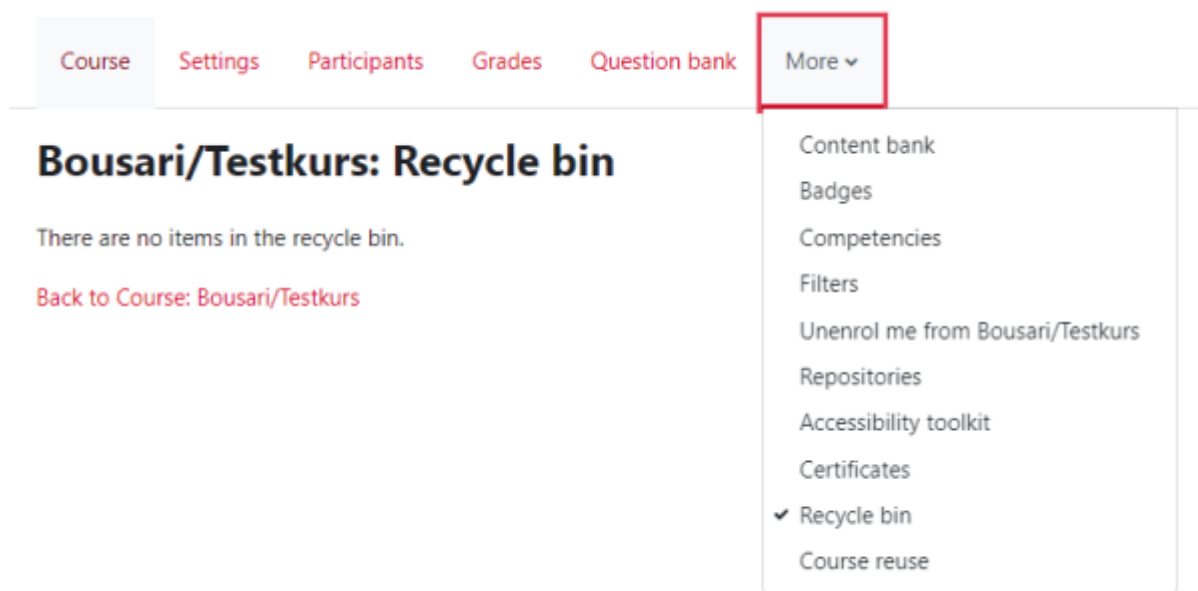 Course Settings Participants Grades Question bank More
Bousari/Testkurs: Recycle bin
There are no items in the recycle bin.
Back to Course: Bousari/Testkurs
Content bank
Badges
Competencies
Filters
Unenrol me from Bousari/Testkurs
Repositories
Accessibility toolkit
Certificates
Recycle bin
Course reuse